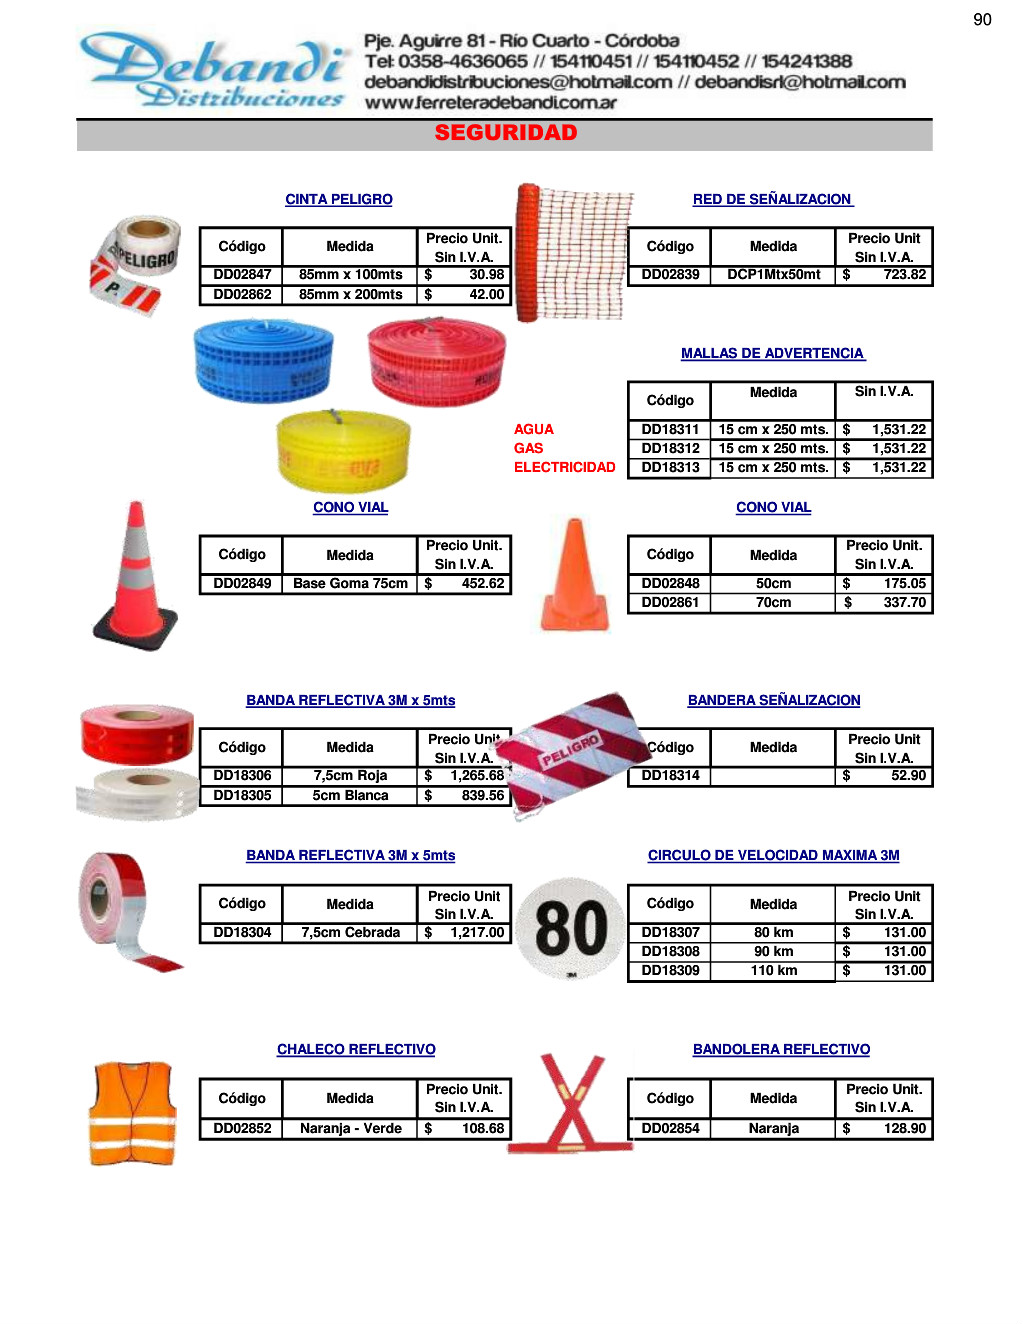 90
Debandi
Distribuciones
Pje. Aguirre 81 - Río Cuarto - Córdoba
Tel: 0358-4636065 // 154110451 // 154110452 // 154241388
debandidistribuciones@hotmail.com // debandisrl@hotmail.com
www.ferreteradebandi.com.ar
SEGURIDAD
CINTA PELIGRO
Código Medida Precio Unit. Sin I.V.A.
DD02847 85mm x 100mts $ 30.98
DD02862 85mm x 200mts $ 42.00
PELIGRO
P.
RED DE SEÑALIZACION
Código Medida Precio Unit Sin I.V.A.
DD02839 DCP1Mtx50mt $ 723.82
MALLAS DE ADVERTENCIA
Código Medida Sin I.V.A.
AGUA DD18311 15 cm x 250 mts. $ 1,531.22
GAS DD18312 15 cm x 250 mts. $ 1,531.22
ELECTRICIDAD DD18313 15 cm x 250 mts. $ 1,531.22
CONO VIAL
Código Medida Precio Unit. Sin I.V.A.
DD02849 Base Goma 75cm $ 452.62
CONO VIAL
Código Medida Precio Unit. Sin I.V.A.
DD02848 50cm $ 175.05
DD02861 70cm $ 337.70
BANDA REFLECTIVA 3M x 5mts
Código Medida Precio Unit. Sin I.V.A.
DD18306 7,5cm Roja $ 1,265.68
DD18305 5cm Blanca $ 839.56
BANDERA SEÑALIZACION
PELIGRO
Código Medida Precio Unit Sin I.V.A.
DD18314 $ 52.90
BANDA REFLECTIVA 3M x 5mts
Código Medida Precio Unit Sin I.V.A.
DD18304 7,5cm Cebrada $ 1,217.00
CIRCULO DE VELOCIDAD MAXIMA 3M
80
3M
Código Medida Precio Unit Sin I.V.A.
DD18307 80 km $ 131.00
DD18308 90 km $ 131.00
DD18309 110 km $ 131.00
CHALECO REFLECTIVO
Código Medida Precio Unit. Sin I.V.A.
DD02852 Naranja - Verde $ 108.68
BANDOLERA REFLECTIVO
Código Medida Precio Unit. Sin I.V.A.
DD02854 Naranja $ 128.90